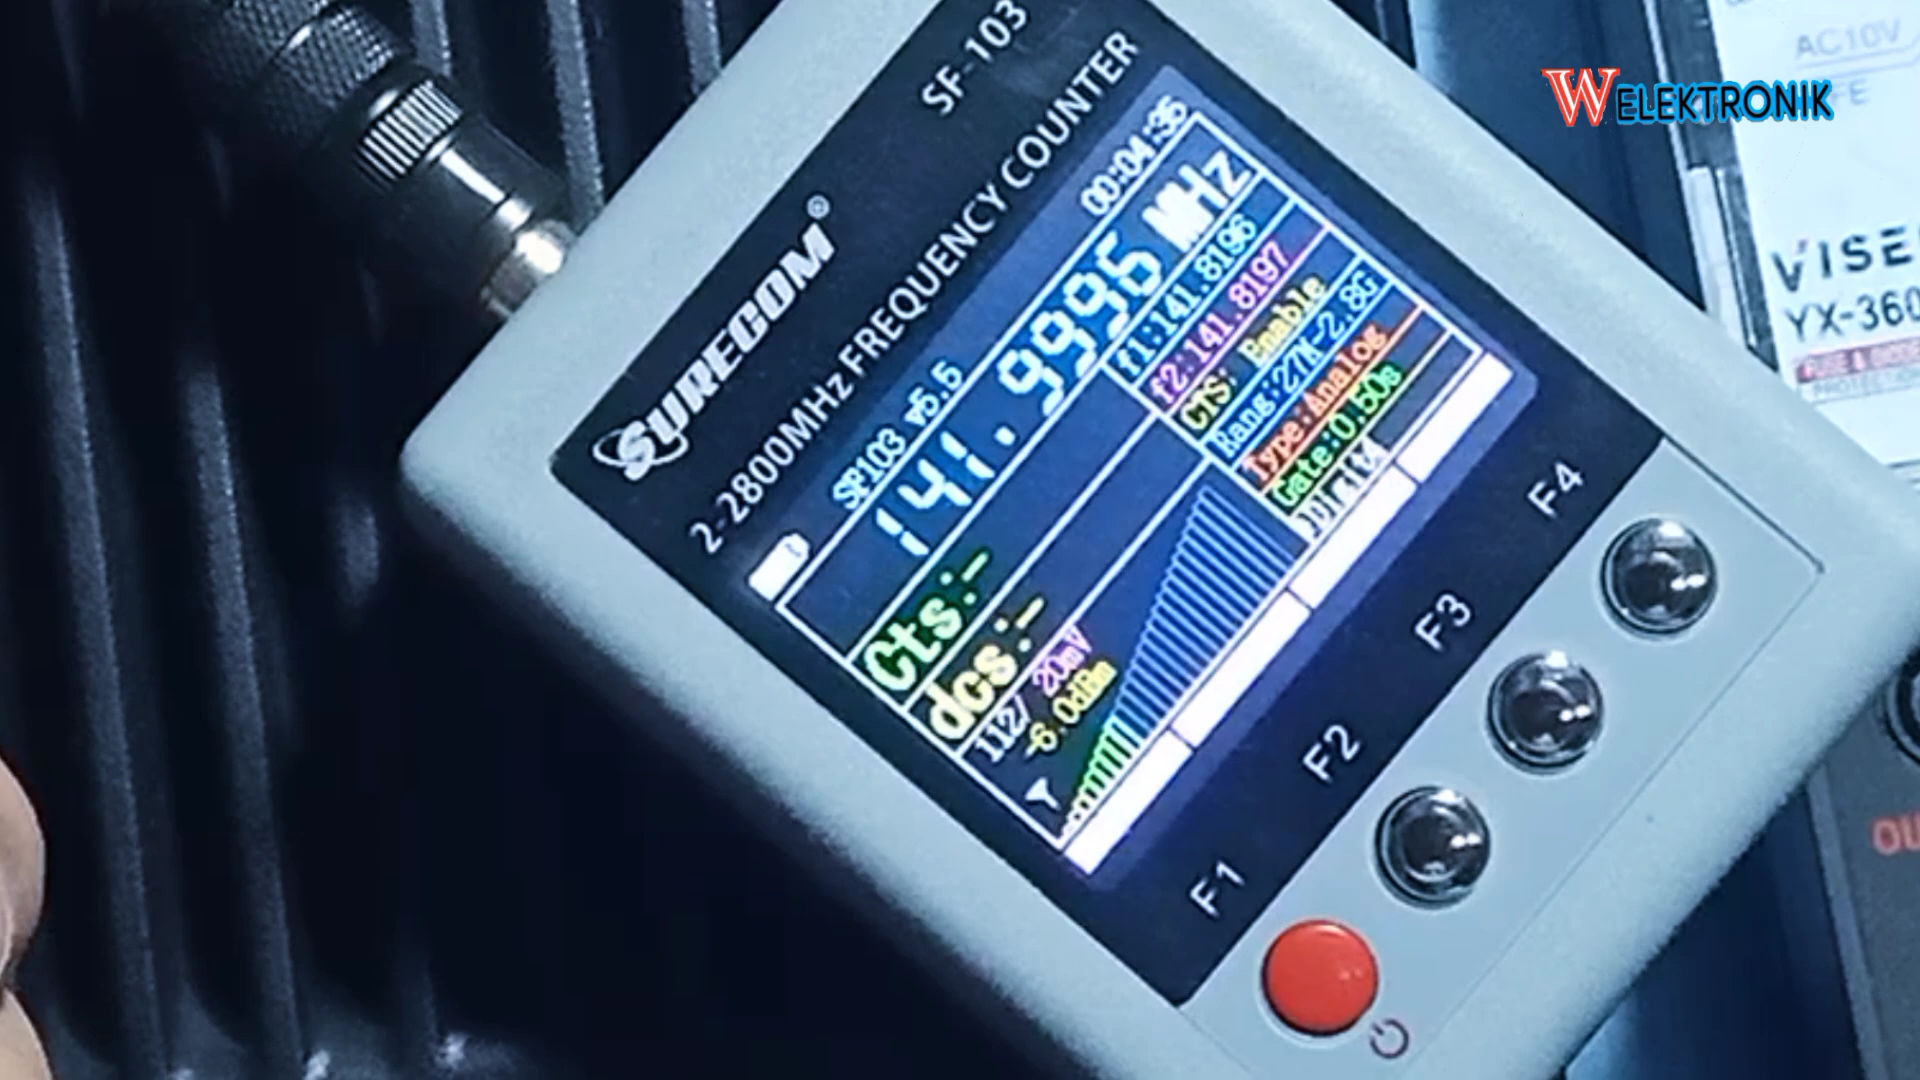 SURECOM®
SF-103
2-2800MHz FREQUENCY COUNTER
SF103 v5.5
00:04:35
141.9995 MHz
f1:141.8196
f2:141.8197
Cts:-
CTS: Enable
dcs:-
Rang:27M-2.8G
Type:Analog
Gate:0.50s
112/ 20mV
-6.0dBm
F1
F2
F3
F4
WELEKTRONIK
AC10V
YX-360